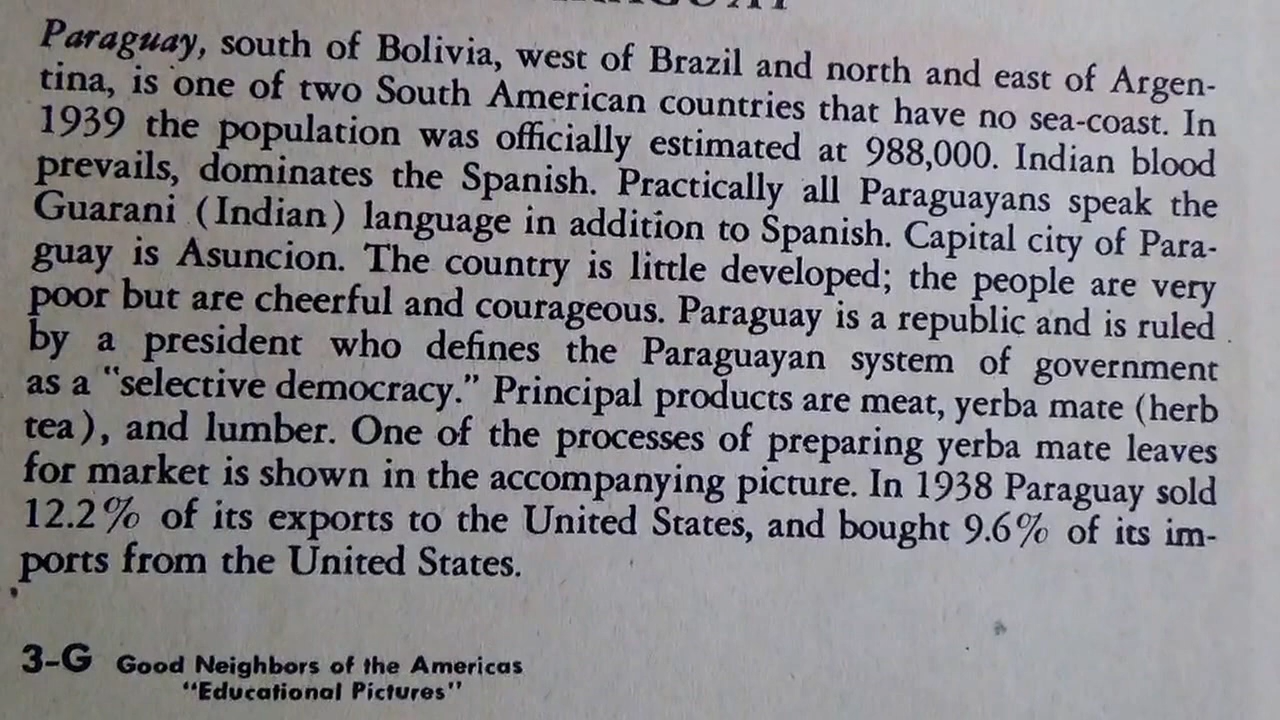 Paraguay, south of Bolivia, west of Brazil and north and east of Argen-
tina, is one of two South American countries that have no sea-coast. In
1939 the population was officially estimated at 988,000. Indian blood
prevails, dominates the Spanish. Practically all Paraguayans speak the
Guarani (Indian) language in addition to Spanish. Capital city of Para-
guay is Asuncion. The country is little developed; the people are very
poor but are cheerful and courageous. Paraguay is a republic and is ruled
by a president who defines the Paraguayan system of government
as a "selective democracy." Principal products are meat, yerba mate (herb
tea), and lumber. One of the processes of preparing yerba mate leaves
for market is shown in the accompanying picture. In 1938 Paraguay sold
12.2% of its exports to the United States, and bought 9.6% of its im-
ports from the United States.
3-G Good Neighbors of the Americas
"Educational Pictures"